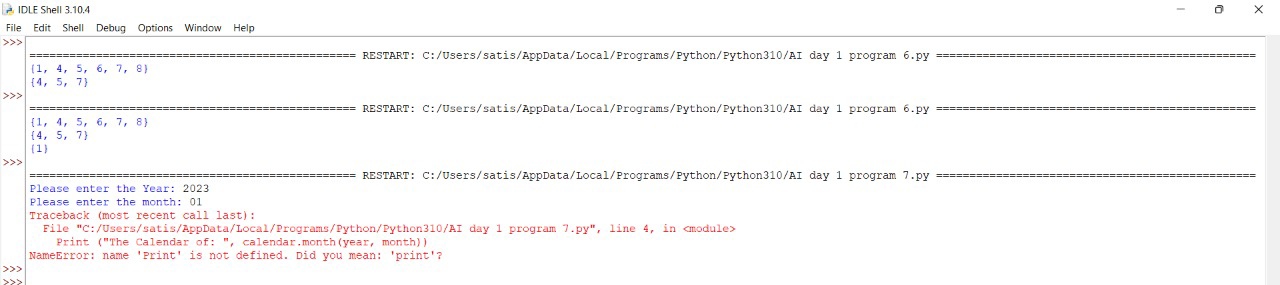 IDLE Shell 3.10.4
File Edit Shell Debug Options Window Help
>>>
================================================= RESTART: C:/Users/satis/AppData/Local/Programs/Python/Python310/AI day 1 program 6.py ================================================
{1, 4, 5, 6, 7, 8}
{4, 5, 7}
>>>
================================================= RESTART: C:/Users/satis/AppData/Local/Programs/Python/Python310/AI day 1 program 6.py ================================================
{1, 4, 5, 6, 7, 8}
{4, 5, 7}
{1}
>>>
================================================= RESTART: C:/Users/satis/AppData/Local/Programs/Python/Python310/AI day 1 program 7.py ================================================
Please enter the Year: 2023
Please enter the month: 01
Traceback (most recent call last):
  File "C:/Users/satis/AppData/Local/Programs/Python/Python310/AI day 1 program 7.py", line 4, in <module>
    Print ("The Calendar of: ", calendar.month(year, month))
NameError: name 'Print' is not defined. Did you mean: 'print'?
>>>
>>>